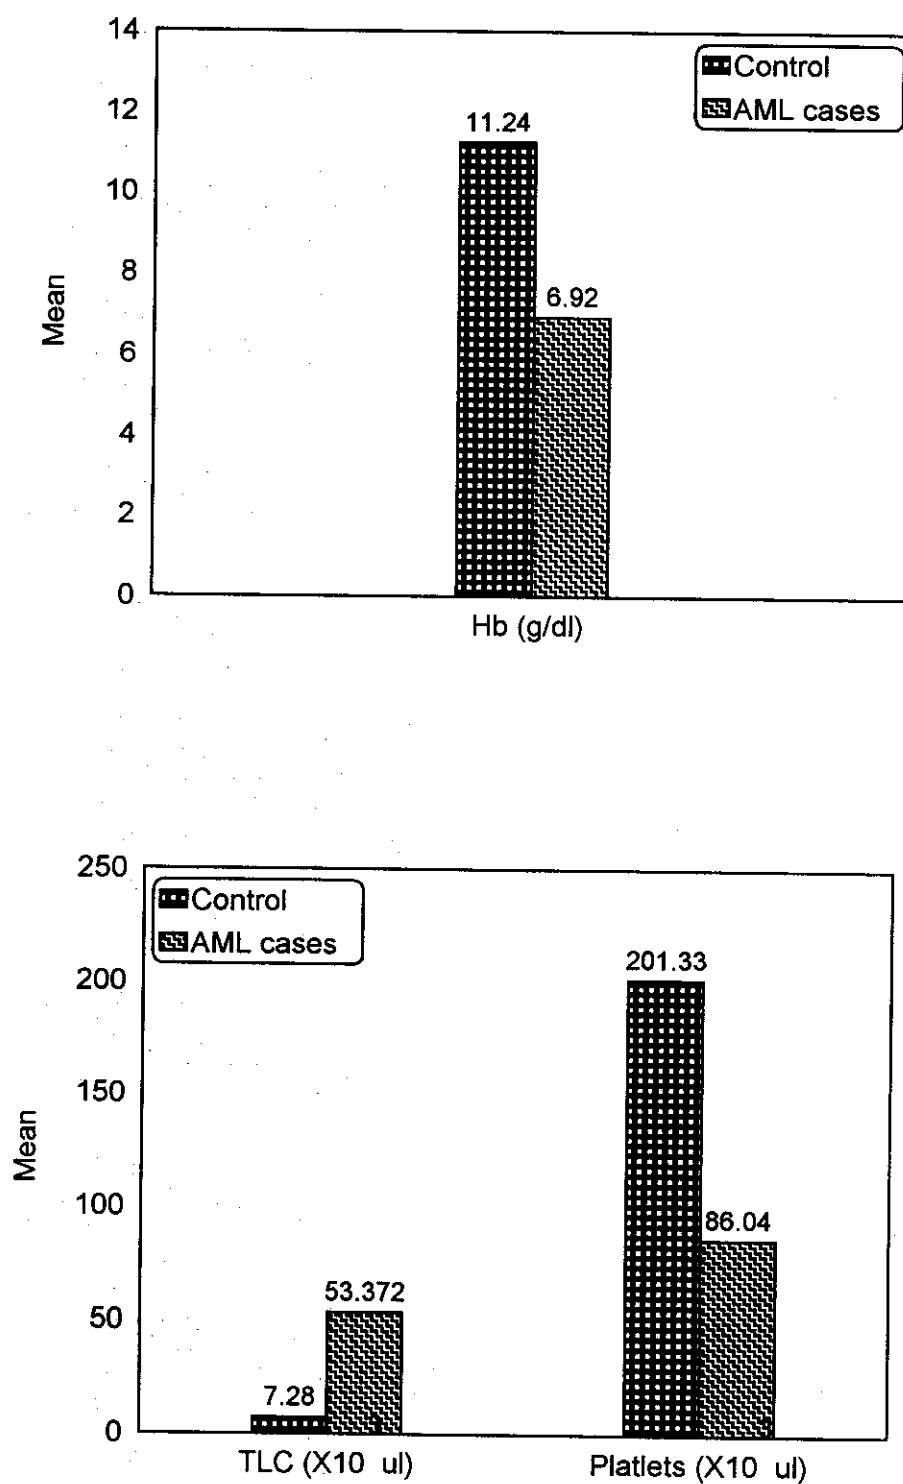 14
12
10
8
6
4
2
0
Mean
Control
AML cases
11.24
6.92
Hb (g/dl)
250
200
150
100
50
0
Mean
Control
AML cases
7.28
53.372
201.33
86.04
TLC (X10 ul)
Platlets (X10 ul)